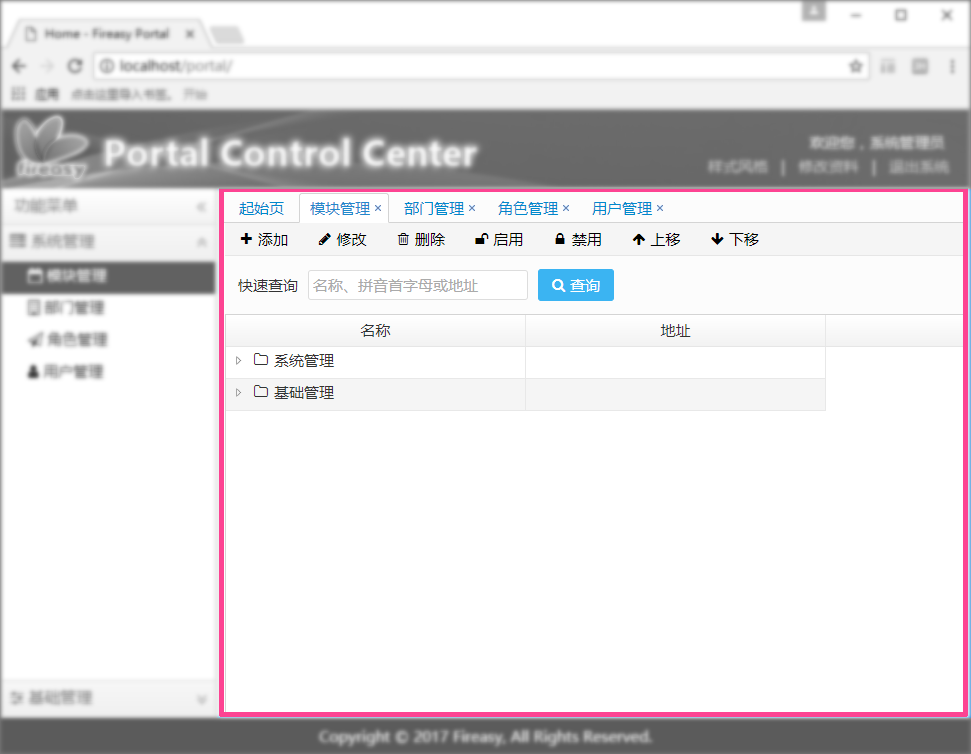 Home - Fireasy Portal
localhost/portal/
应用 点击这里导入书签。 开始
fireasy Portal Control Center
欢迎您，系统管理员
样式风格 | 修改资料 | 退出系统
功能菜单
系统管理
模块管理
部门管理
角色管理
用户管理
基础管理
起始页 模块管理 × 部门管理 × 角色管理 × 用户管理 ×
添加 修改 删除 启用 禁用 上移 下移
快速查询 名称、拼音首字母或地址 查询
名称 地址
系统管理
基础管理
Copyright © 2017 Fireasy, All Rights Reserved.